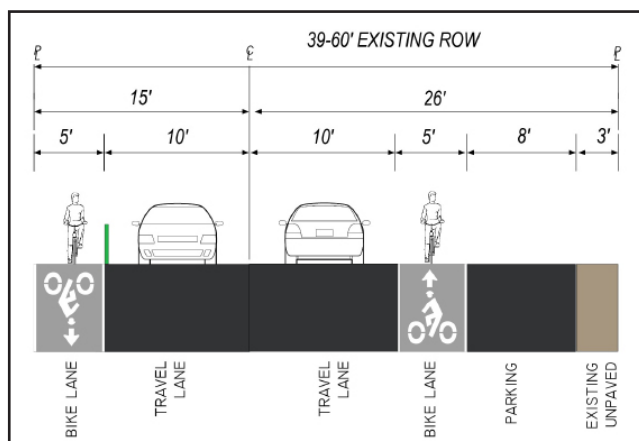 39-60' EXISTING ROW
℄
15'
26'
5'
10'
10'
5'
8'
3'
BIKE LANE
TRAVEL
LANE
TRAVEL
LANE
BIKE LANE
PARKING
EXISTING
UNPAVED